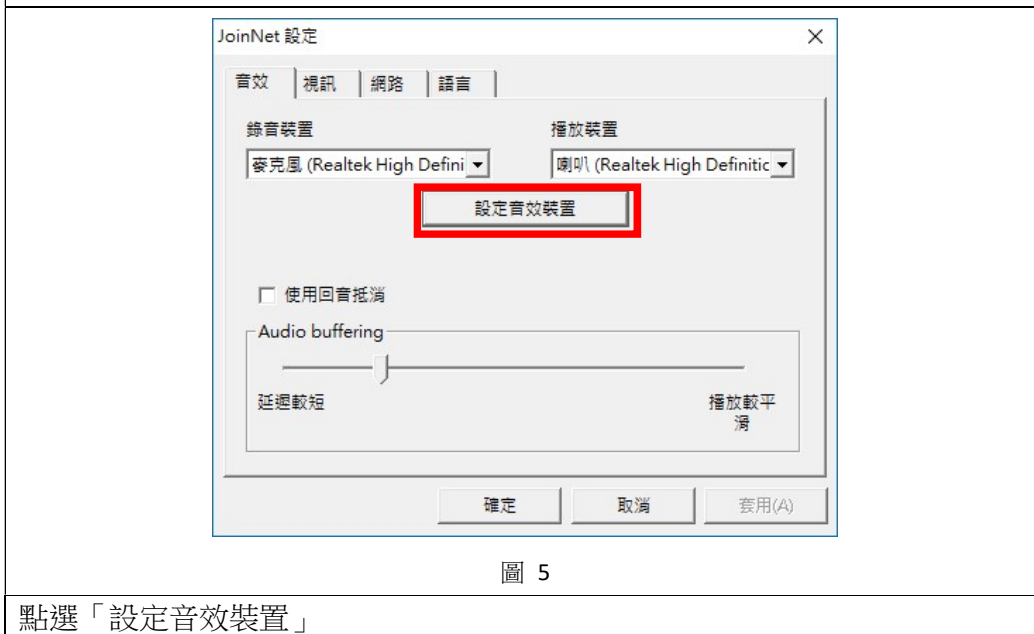 JoinNet 設定
音效 視訊 網路 語言
錄音裝置 播放裝置
麥克風 (Realtek High Defini 喇叭 (Realtek High Definitic
設定音效裝置
使用回音抵消
Audio buffering
延遲較短 播放較平
滑
確定 取消 套用(A)
圖 5
點選「設定音效裝置」